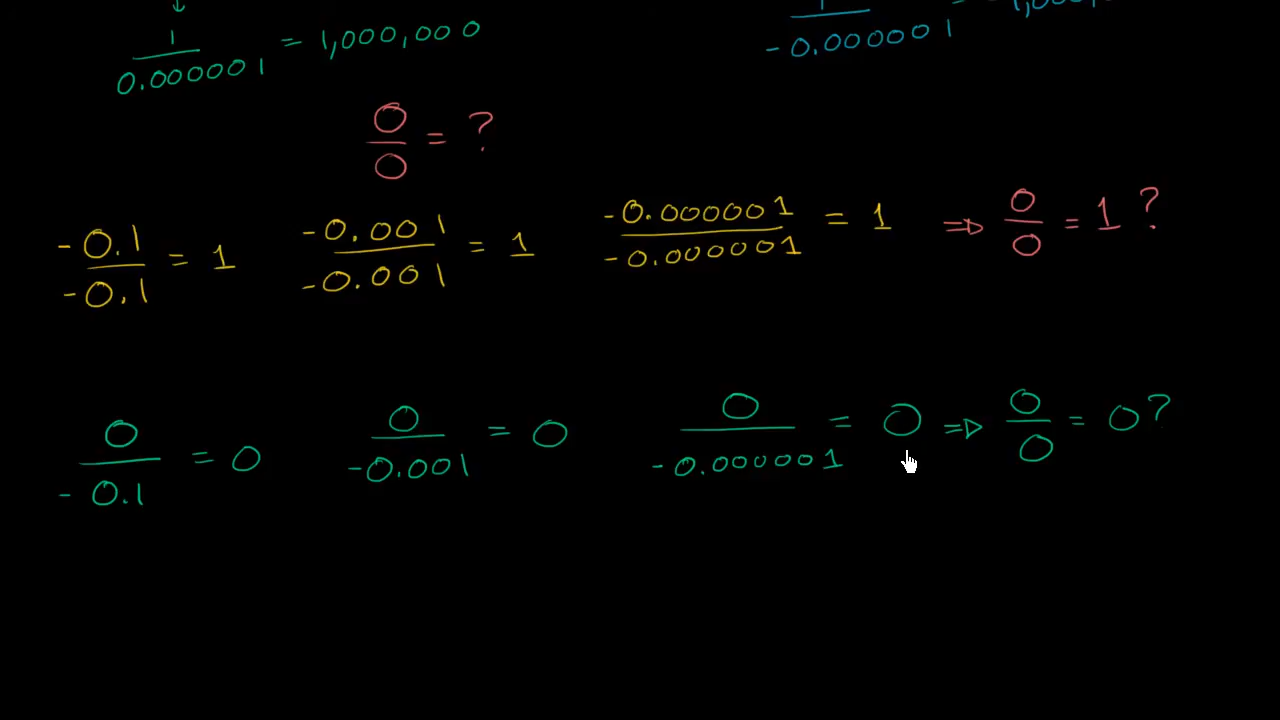 1/0.000001 = 1,000,000
-0.000001
0/0 = ?
-0.1/-0.1 = 1 -0.001/-0.001 = 1 -0.000001/-0.000001 = 1 ⇒ 0/0 = 1 ?
0/-0.1 = 0 0/-0.001 = 0 0/-0.000001 = 0 ⇒ 0/0 = 0 ?